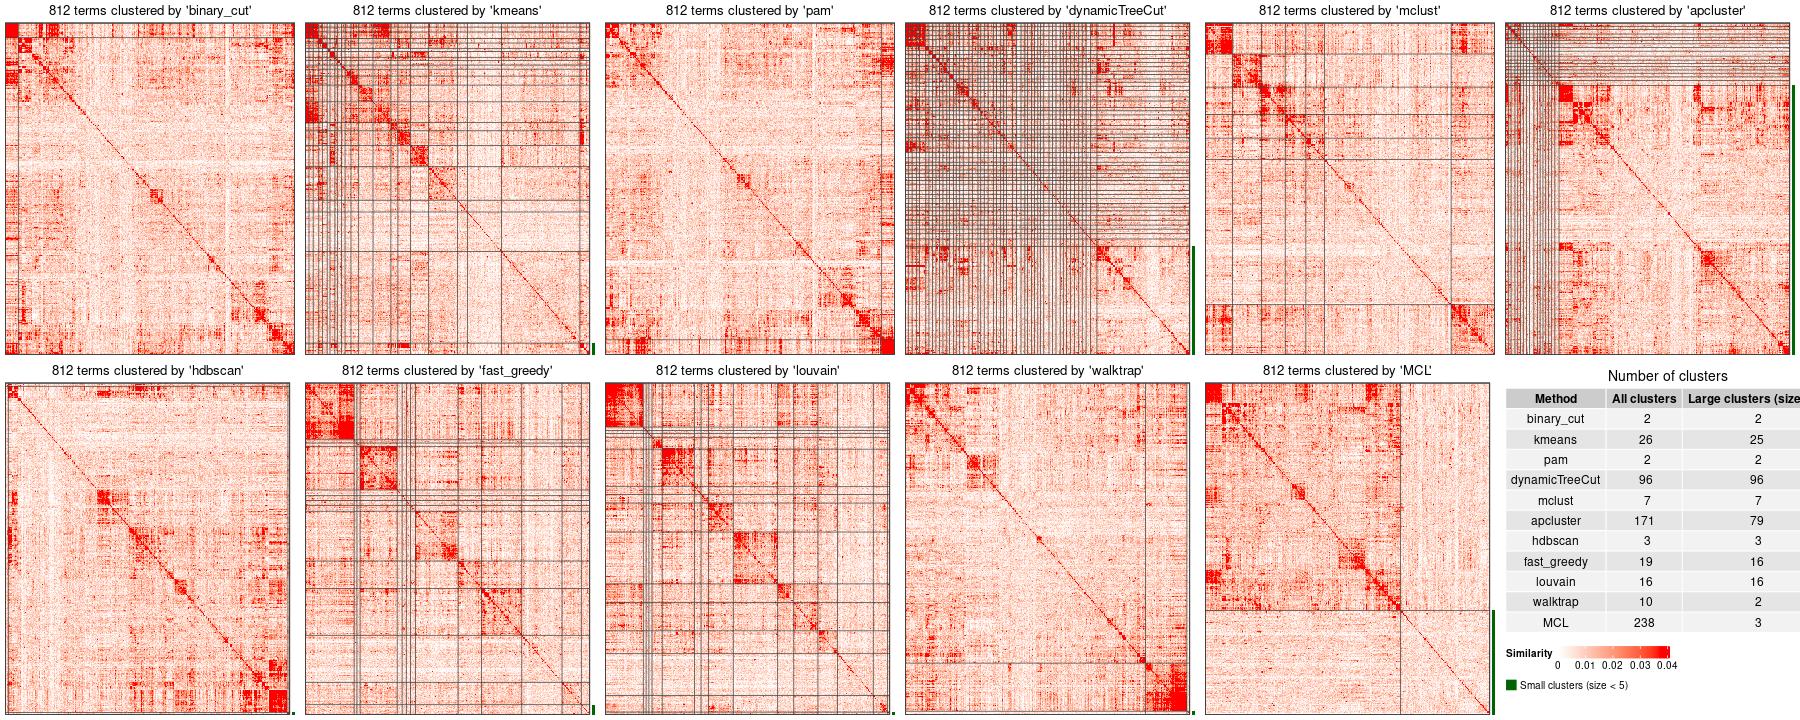 812 terms clustered by 'binary_cut'
812 terms clustered by 'kmeans'
812 terms clustered by 'pam'
812 terms clustered by 'dynamicTreeCut'
812 terms clustered by 'mclust'
812 terms clustered by 'apcluster'
812 terms clustered by 'hdbscan'
812 terms clustered by 'fast_greedy'
812 terms clustered by 'louvain'
812 terms clustered by 'walktrap'
812 terms clustered by 'MCL'
Number of clusters
Method All clusters Large clusters (size
binary_cut 2 2
kmeans 26 25
pam 2 2
dynamicTreeCut 96 96
mclust 7 7
apcluster 171 79
hdbscan 3 3
fast_greedy 19 16
louvain 16 16
walktrap 10 2
MCL 238 3
Similarity
0 0.01 0.02 0.03 0.04
Small clusters (size < 5)